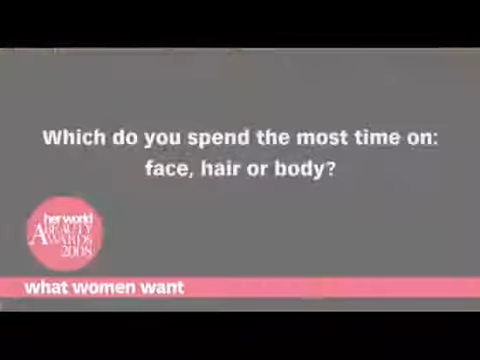 Which do you spend the most time on:
face, hair or body?
her world
BEAUTY
AWARDS
2008
what women want